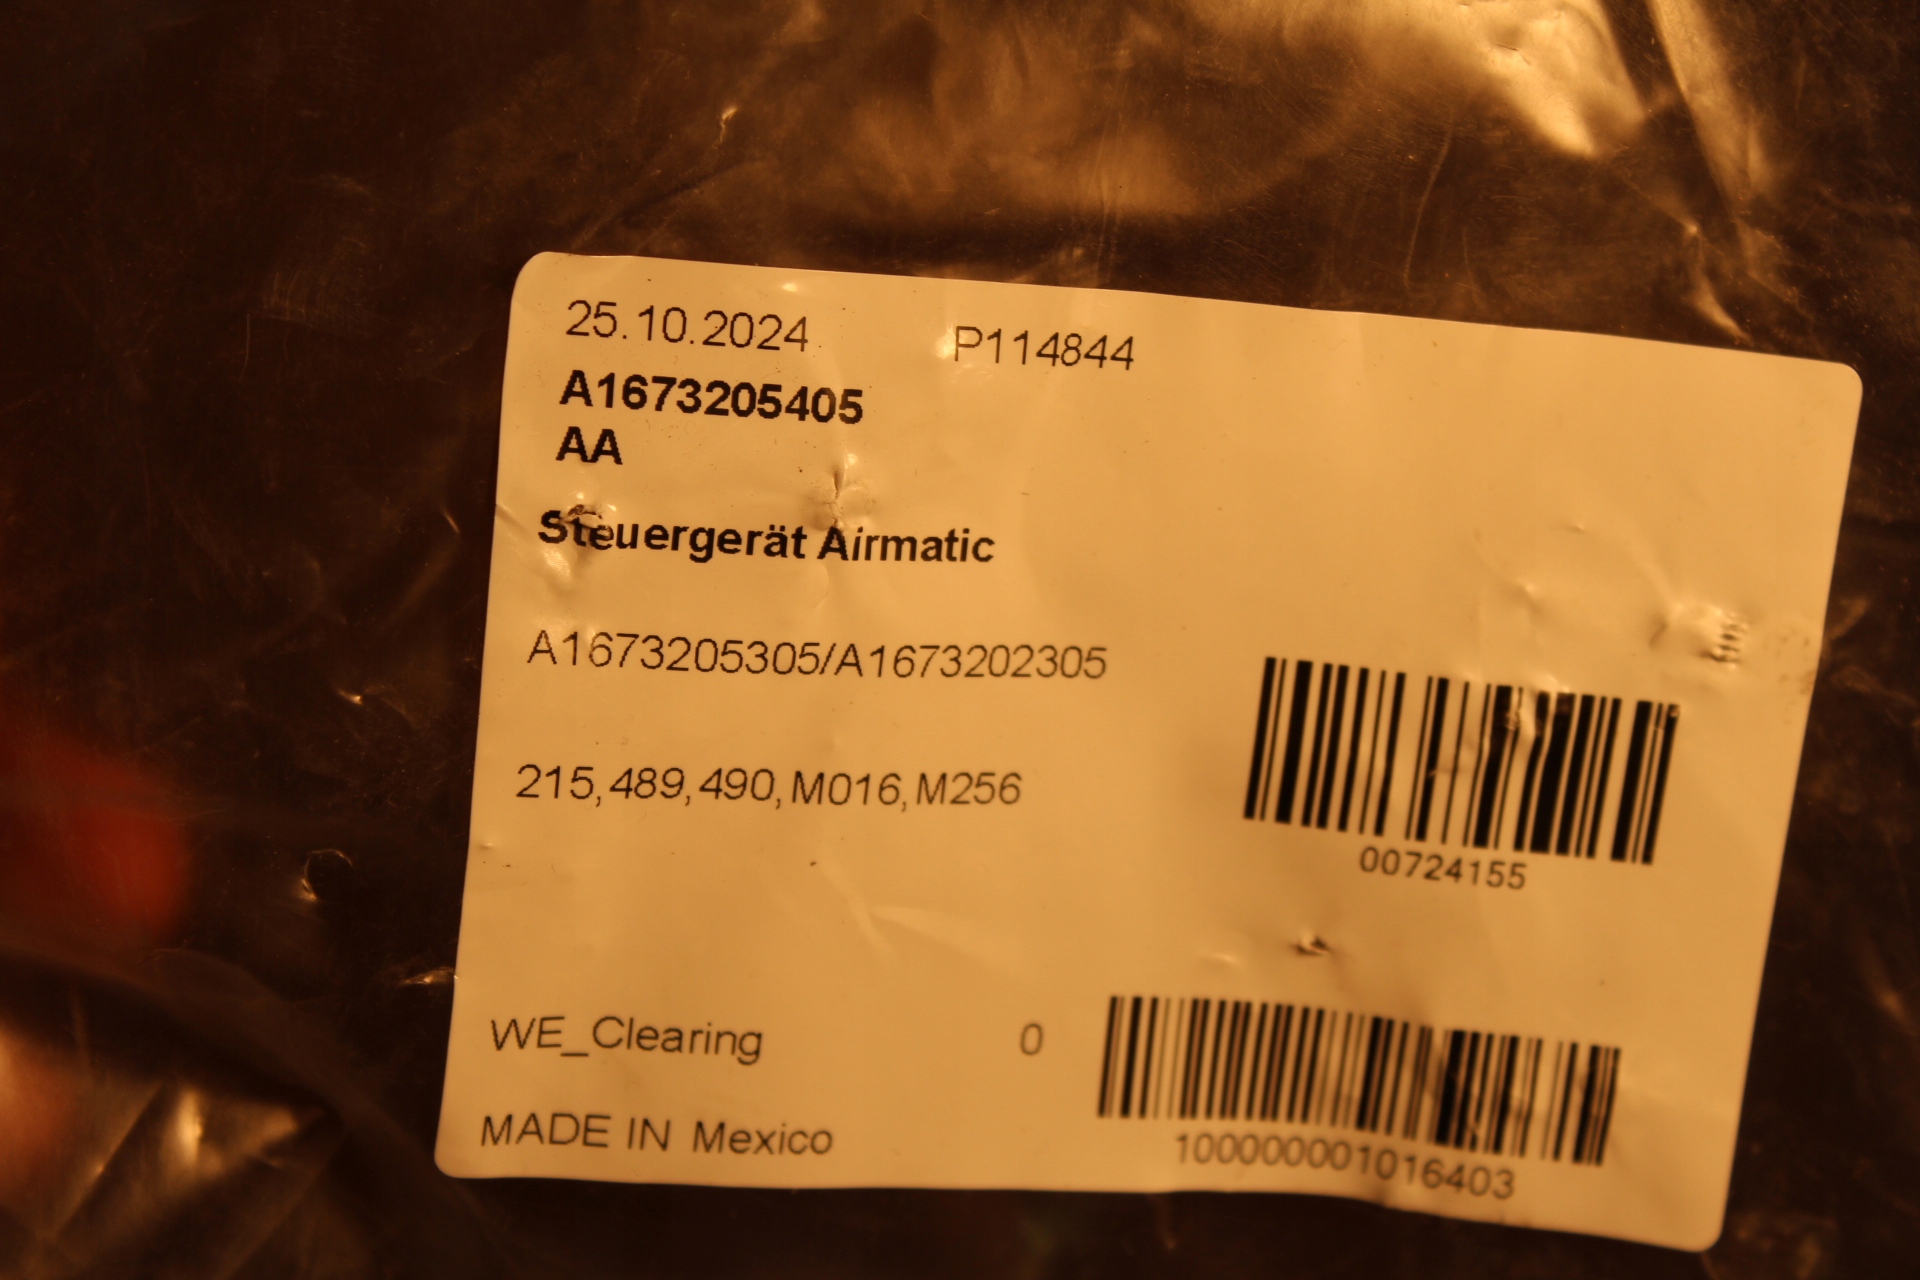 25.10.2024 P114844
A1673205405
AA
Steuergerät Airmatic
A1673205305/A1673202305
215,489,490,M016,M256
00724155
WE_Clearing 0
MADE IN Mexico
100000001016403